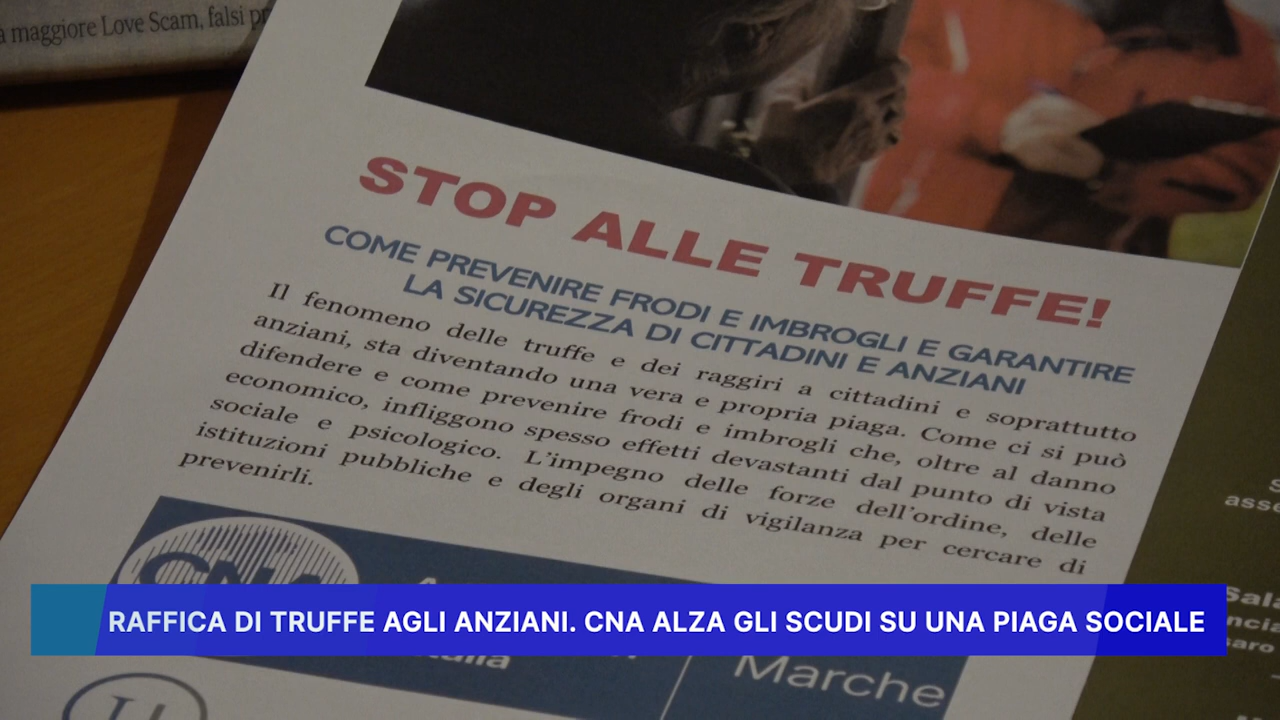 a maggiore Love Scam, falsi
STOP ALLE TRUFFE!
COME PREVENIRE FRODI E IMBROGLI E GARANTIRE
LA SICUREZZA DI CITTADINI E ANZIANI
Il fenomeno delle truffe e dei raggiri a cittadini e soprattutto
anziani, sta diventando una vera e propria piaga. Come ci si può
difendere e come prevenire frodi e imbrogli che, oltre al danno
economico, infliggono spesso effetti devastanti dal punto di vista
sociale e psicologico. L'impegno delle forze dell'ordine, delle
istituzioni pubbliche e degli organi di vigilanza per cercare di
prevenirli.
CNA
RAFFICA DI TRUFFE AGLI ANZIANI. CNA ALZA GLI SCUDI SU UNA PIAGA SOCIALE
Marche